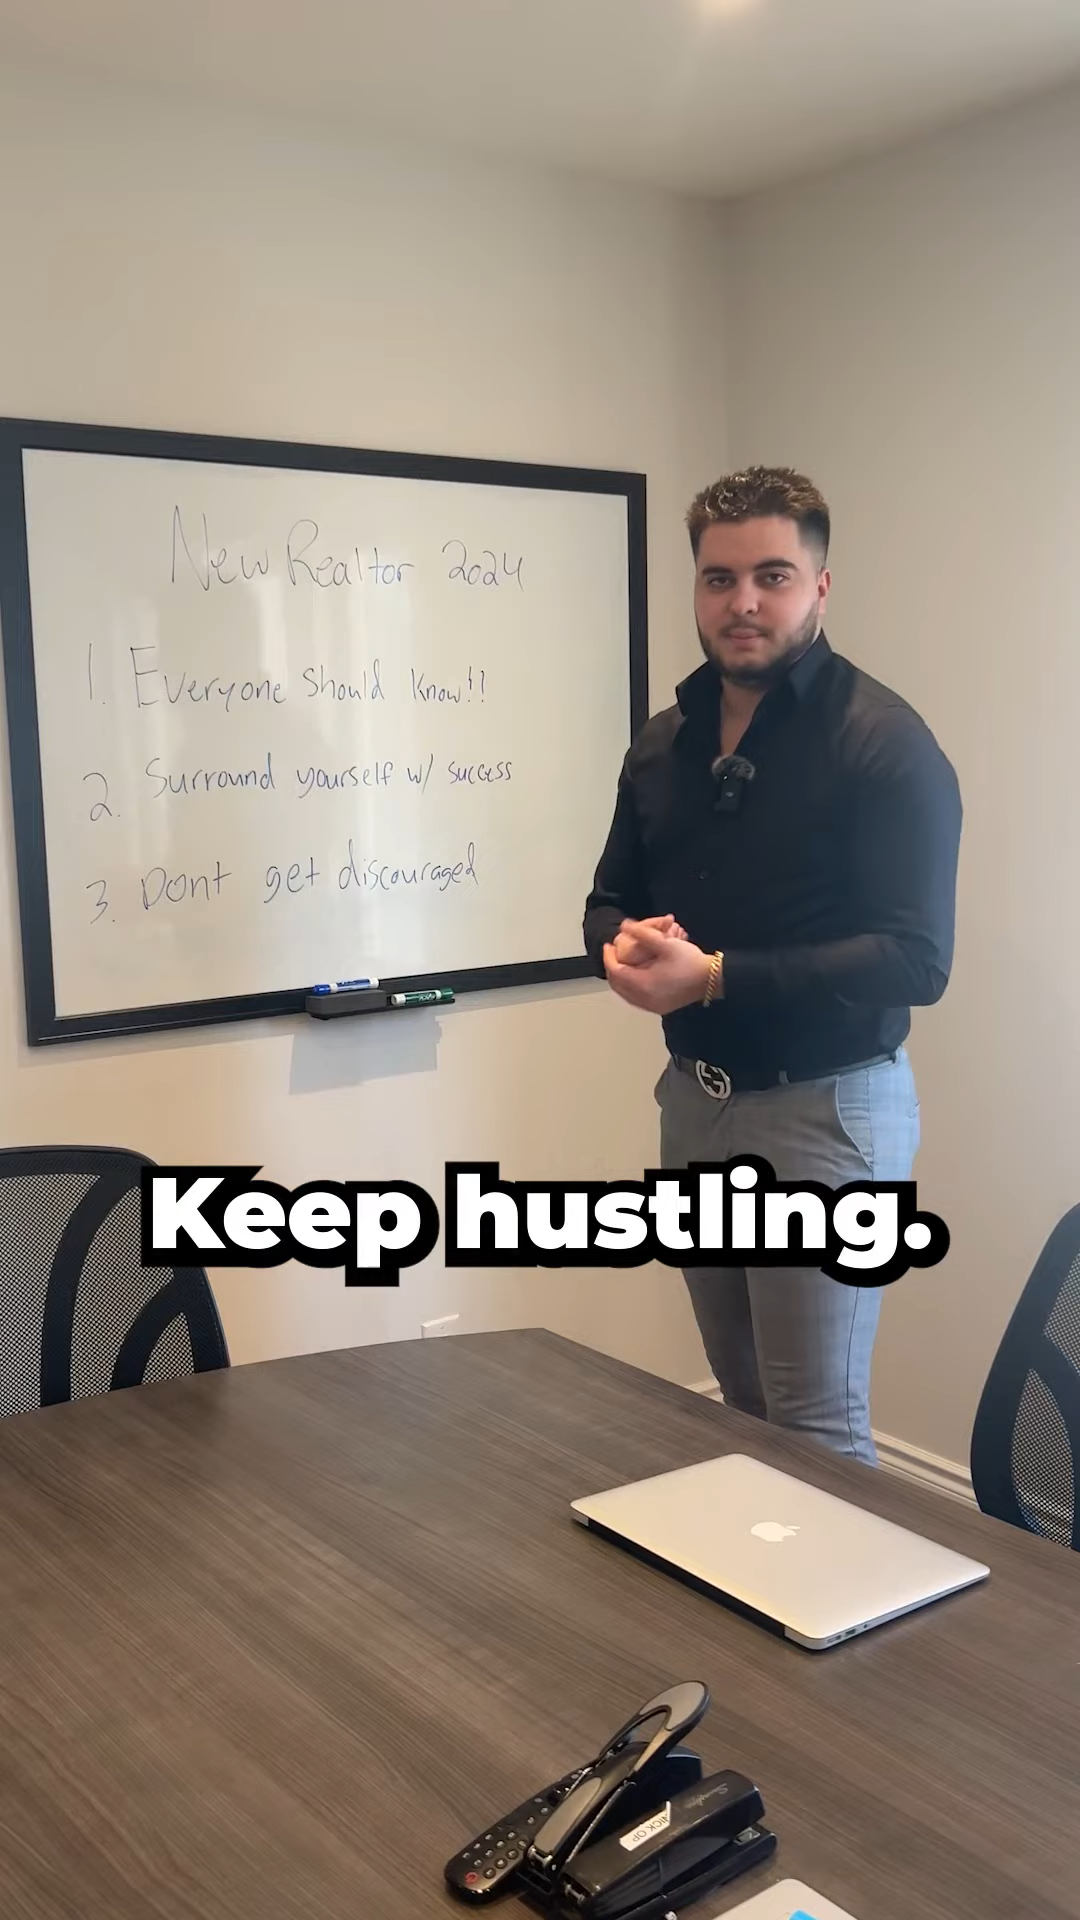 New Realtor 2024
1. Everyone should know!!
2. Surround yourself w/ success
3. Dont get discouraged
Keep hustling.